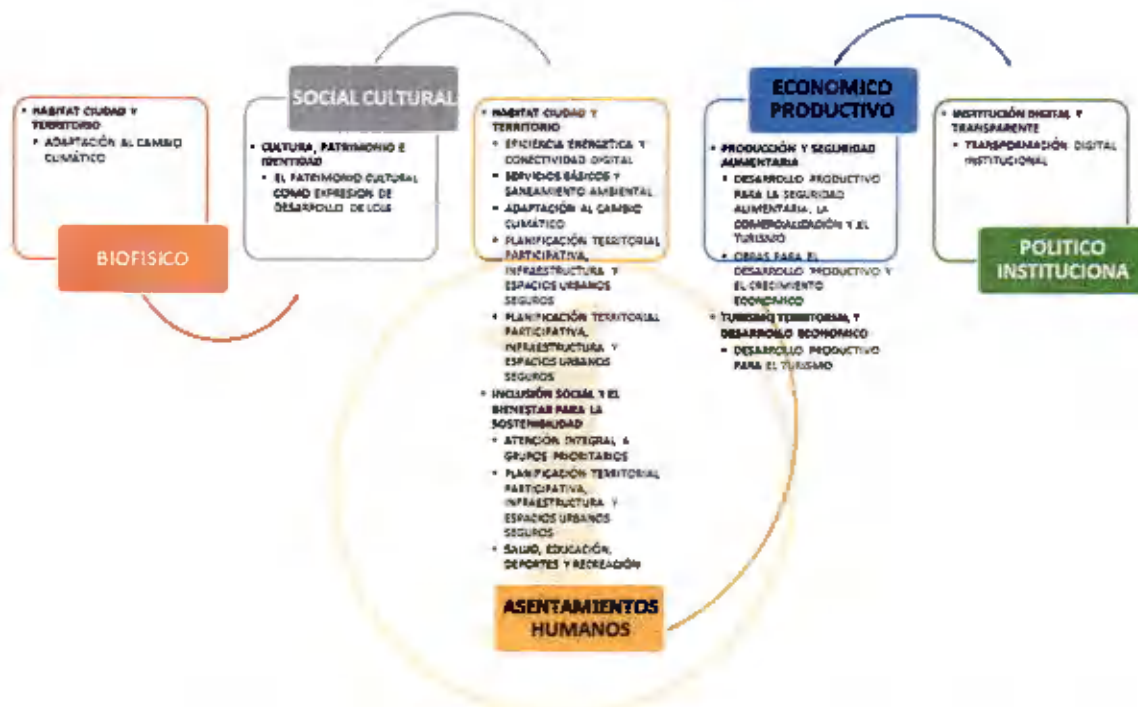 HÁBITAT CIUDAD Y
TERRITORIO
ADAPTACIÓN AL CAMBIO
CLIMÁTICO
BIOFISICO
SOCIAL CULTURAL
CULTURA, PATRIMONIO E
IDENTIDAD
EL PATRIMONIO CULTURAL
COMO EXPRESION DE
DESARROLLO DE
HÁBITAT CIUDAD Y
TERRITORIO
EFICIENCIA ENERGÉTICA Y
CONECTIVIDAD DIGITAL
SERVICIOS BÁSICOS Y
SANEAMIENTO AMBIENTAL
ADAPTACIÓN AL CAMBIO
CLIMÁTICO
PLANIFICACIÓN TERRITORIAL
PARTICIPATIVA,
INFRAESTRUCTURA Y
ESPACIOS URBANOS
SEGUROS
PLANIFICACIÓN TERRITORIAL
PARTICIPATIVA,
INFRAESTRUCTURA Y
ESPACIOS URBANOS
SEGUROS
INCLUSIÓN SOCIAL Y EL
BIENESTAR PARA LA
SOSTENIBILIDAD
ATENCIÓN INTEGRAL A
GRUPOS PRIORITARIOS
PLANIFICACIÓN TERRITORIAL
PARTICIPATIVA,
INFRAESTRUCTURA Y
ESPACIOS URBANOS
SEGUROS
SALUD, EDUCACIÓN,
DEPORTES Y RECREACIÓN
ASENTAMIENTOS
HUMANOS
ECONOMICO
PRODUCTIVO
PRODUCCIÓN Y SEGURIDAD
ALIMENTARIA
DESARROLLO PRODUCTIVO
PARA LA SEGURIDAD
ALIMENTARIA, LA
COMERCIALIZACIÓN Y EL
TURISMO
OBRAS PARA EL
DESARROLLO PRODUCTIVO Y
EL CRECIMIENTO
ECONÓMICO
TURISMO TERRITORIAL Y
DESARROLLO ECONOMICO
DESARROLLO PRODUCTIVO
PARA EL TURISMO
INSTITUCIÓN DIGITAL Y
TRANSPARENTE
TRANSFORMACIÓN DIGITAL
INSTITUCIONAL
POLITICO
INSTITUCIONA